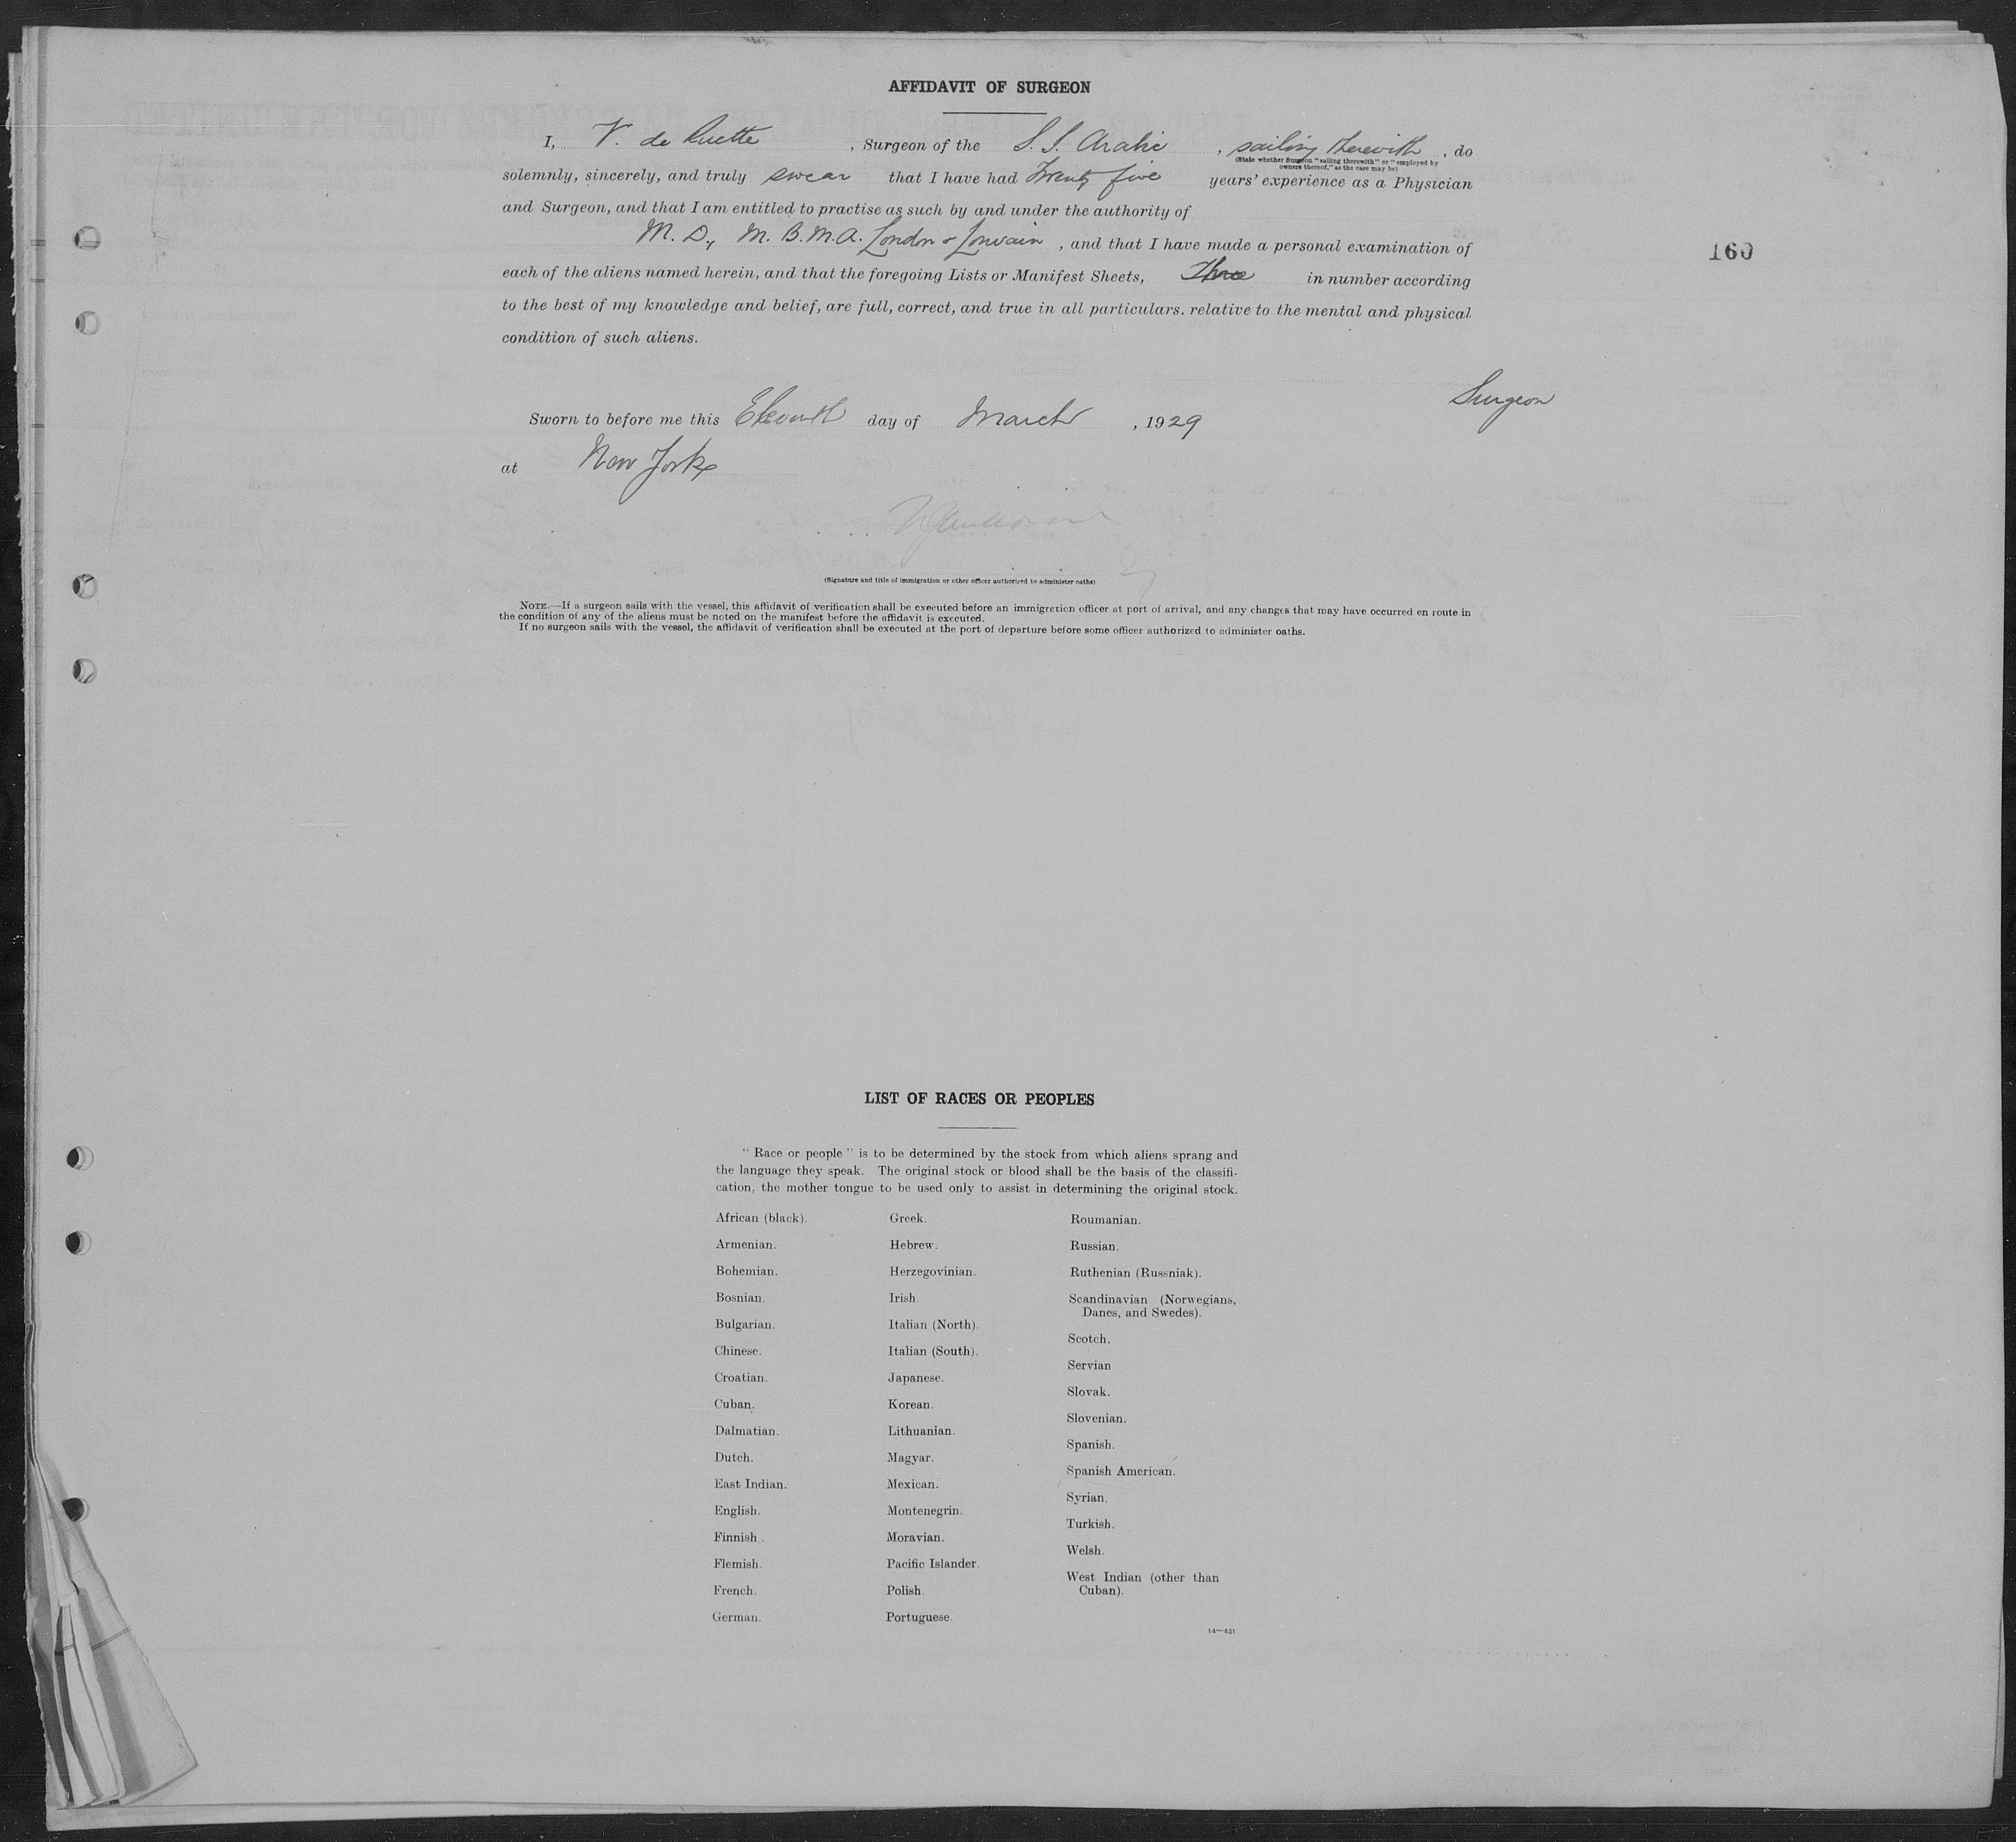 AFFIDAVIT OF SURGEON
I, V. de Ruette, Surgeon of the S. S. Arabic, sailing therewith, do
(State whether Surgeon "sailing therewith" or "employed by
owners thereof," as the case may be)
solemnly, sincerely, and truly swear that I have had Twenty five years' experience as a Physician
and Surgeon, and that I am entitled to practise as such by and under the authority of
M. D., M. B. M. A. London & Louvain, and that I have made a personal examination of
160
each of the aliens named herein, and that the foregoing Lists or Manifest Sheets, Three in number according
to the best of my knowledge and belief, are full, correct, and true in all particulars. relative to the mental and physical
condition of such aliens.
Surgeon
Sworn to before me this Eleventh day of March, 1929
at New York
(Signature and title of immigration or other officer authorized to administer oaths)
NOTE.—If a surgeon sails with the vessel, this affidavit of verification shall be executed before an immigration officer at port of arrival, and any changes that may have occurred en route in
the condition of any of the aliens must be noted on the manifest before the affidavit is executed.
If no surgeon sails with the vessel, the affidavit of verification shall be executed at the port of departure before some officer authorized to administer oaths.
LIST OF RACES OR PEOPLES
" Race or people " is to be determined by the stock from which aliens sprang and
the language they speak. The original stock or blood shall be the basis of the classifi-
cation, the mother tongue to be used only to assist in determining the original stock.
African (black).
Armenian.
Bohemian.
Bosnian.
Bulgarian.
Chinese.
Croatian.
Cuban.
Dalmatian.
Dutch.
East Indian.
English.
Finnish.
Flemish.
French.
German.
Greek.
Hebrew.
Herzegovinian.
Irish.
Italian (North).
Italian (South).
Japanese.
Korean.
Lithuanian.
Magyar.
Mexican.
Montenegrin.
Moravian.
Pacific Islander.
Polish.
Portuguese.
Roumanian.
Russian.
Ruthenian (Russniak).
Scandinavian (Norwegians,
Danes, and Swedes).
Scotch.
Servian
Slovak.
Slovenian.
Spanish.
Spanish American.
Syrian.
Turkish.
Welsh.
West Indian (other than
Cuban).
14—431